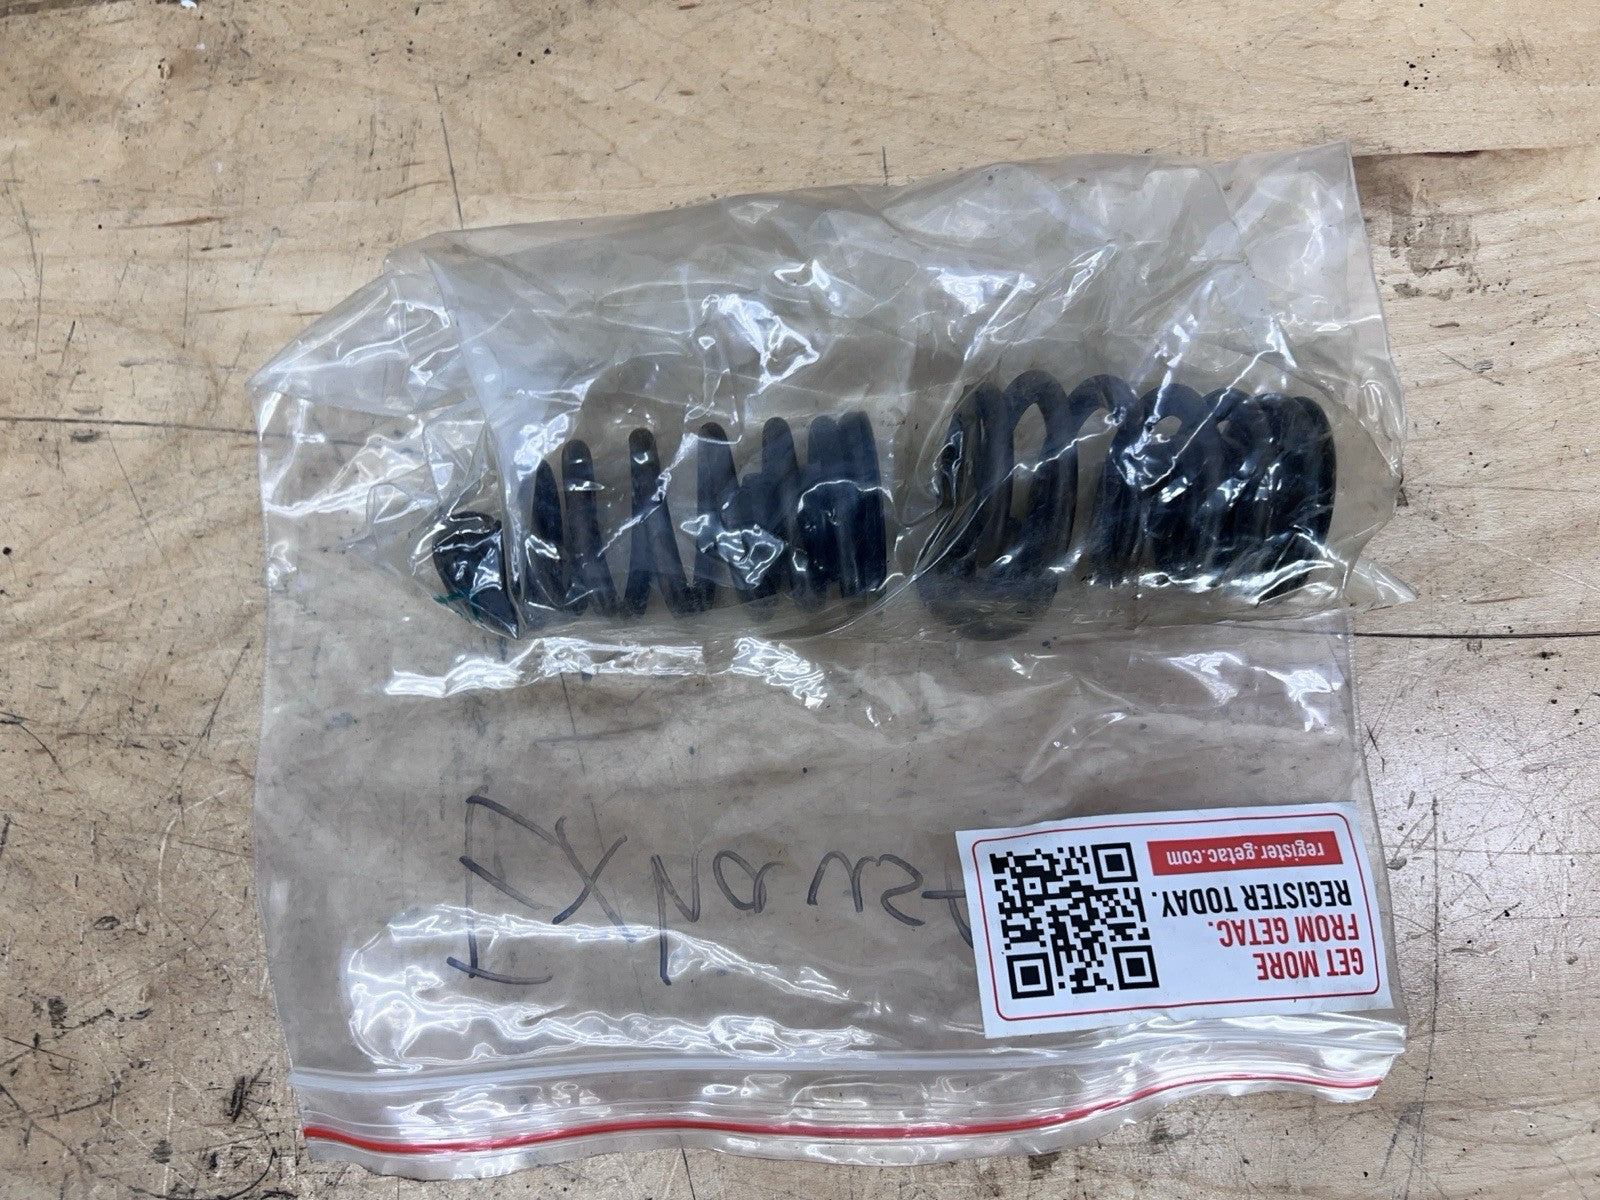 EXhaust
GET MORE
FROM GETAC.
REGISTER TODAY.
register.getac.com